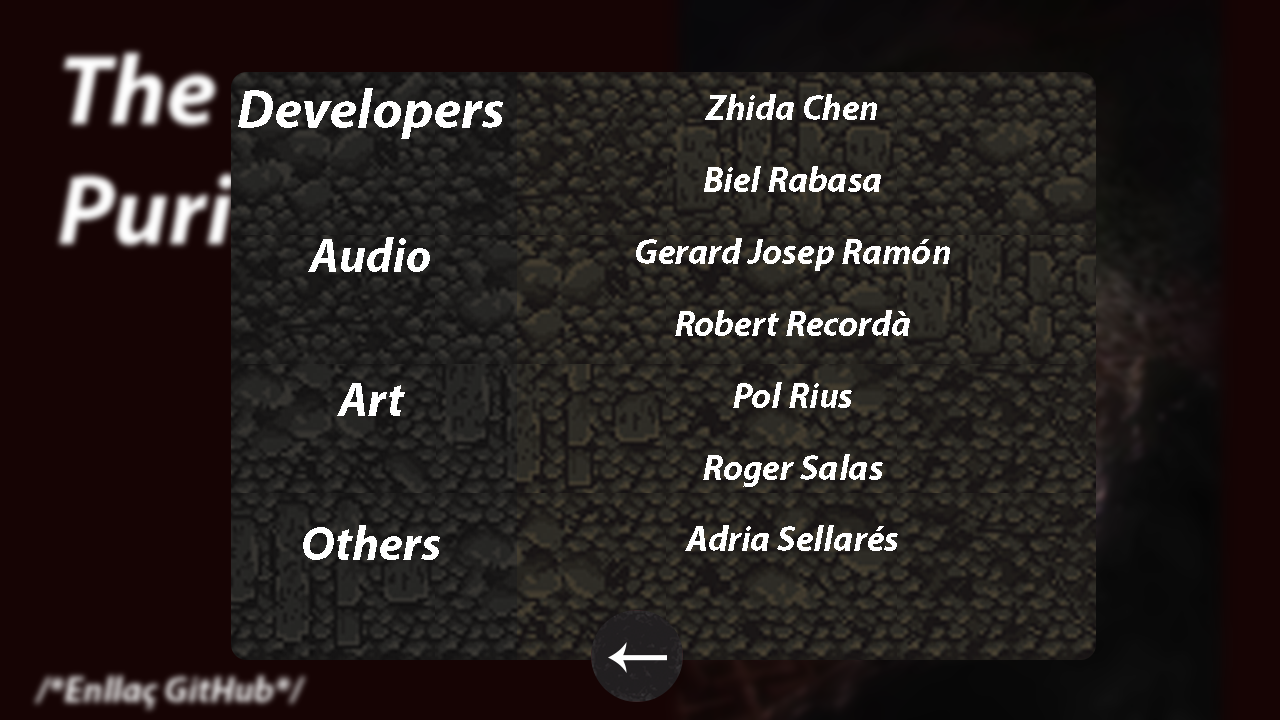 The
Puri
Developers
Zhida Chen
Biel Rabasa
Audio
Gerard Josep Ramón
Robert Recordà
Art
Pol Rius
Roger Salas
Others
Adria Sellarés
/*Enllaç GitHub*/